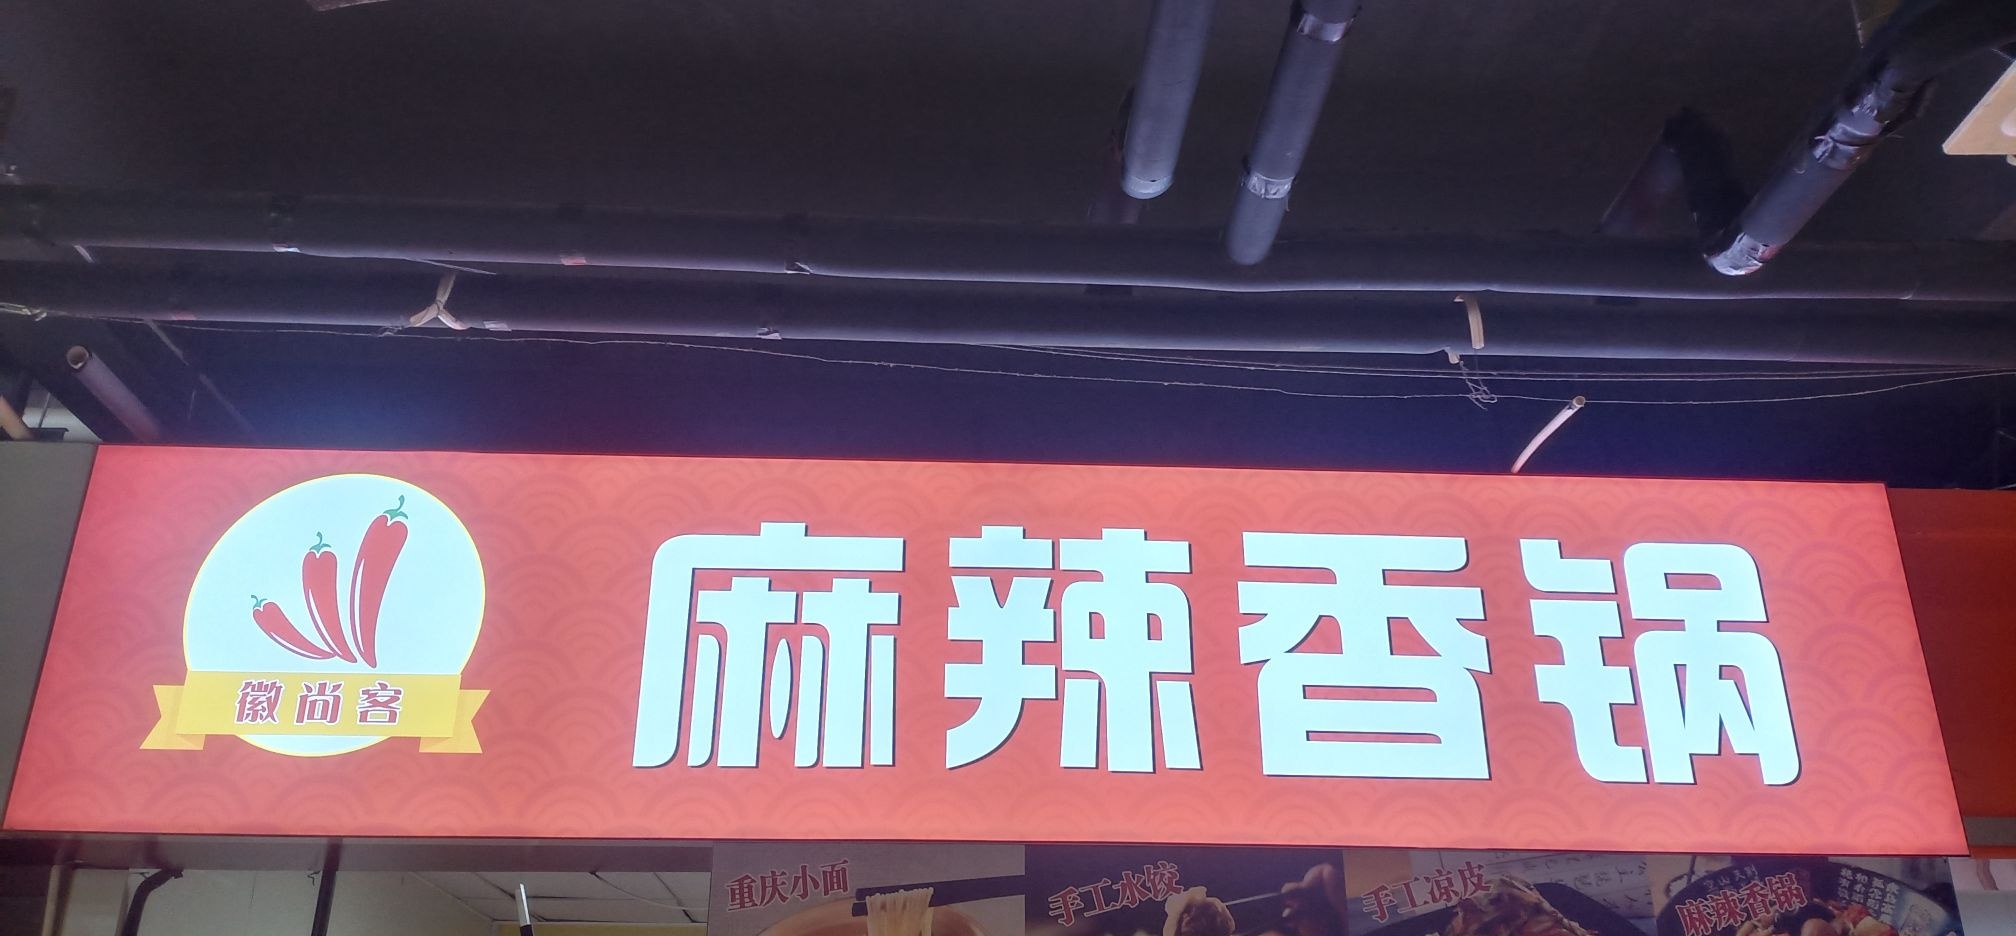 徽尚客
麻辣香锅
重庆小面
手工水饺
手工凉皮
麻辣香锅